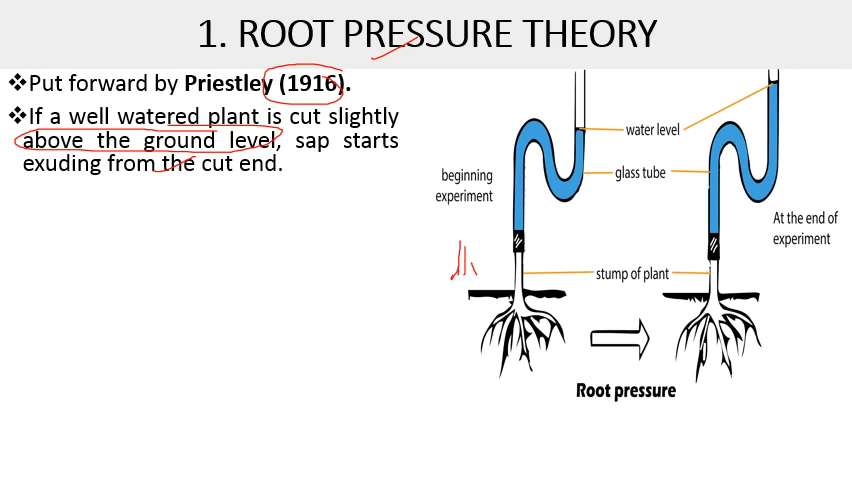 1. ROOT PRESSURE THEORY
❖Put forward by Priestley (1916).
❖If a well watered plant is cut slightly
above the ground level, sap starts
exuding from the cut end.
water level
glass tube
beginning
experiment
At the end of
experiment
stump of plant
Root pressure